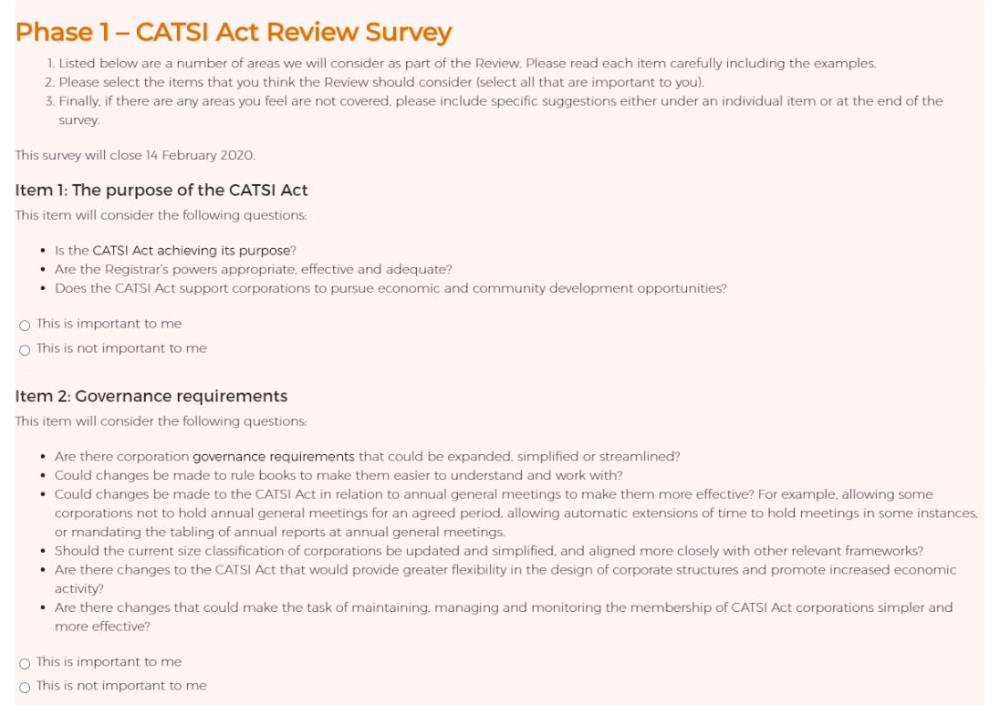 Phase 1 – CATSI Act Review Survey
1. Listed below are a number of areas we will consider as part of the Review. Please read each item carefully including the examples.
2. Please select the items that you think the Review should consider (select all that are important to you).
3. Finally, if there are any areas you feel are not covered, please include specific suggestions either under an individual item or at the end of the
survey.
This survey will close 14 February 2020.
Item 1: The purpose of the CATSI Act
This item will consider the following questions:
• Is the CATSI Act achieving its purpose?
• Are the Registrar's powers appropriate, effective and adequate?
• Does the CATSI Act support corporations to pursue economic and community development opportunities?
This is important to me
This is not important to me
Item 2: Governance requirements
This item will consider the following questions:
• Are there corporation governance requirements that could be expanded, simplified or streamlined?
• Could changes be made to rule books to make them easier to understand and work with?
• Could changes be made to the CATSI Act in relation to annual general meetings to make them more effective? For example, allowing some
corporations not to hold annual general meetings for an agreed period, allowing automatic extensions of time to hold meetings in some instances,
or mandating the tabling of annual reports at annual general meetings.
• Should the current size classification of corporations be updated and simplified, and aligned more closely with other relevant frameworks?
• Are there changes to the CATSI Act that would provide greater flexibility in the design of corporate structures and promote increased economic
activity?
• Are there changes that could make the task of maintaining, managing and monitoring the membership of CATSI Act corporations simpler and
more effective?
This is important to me
This is not important to me